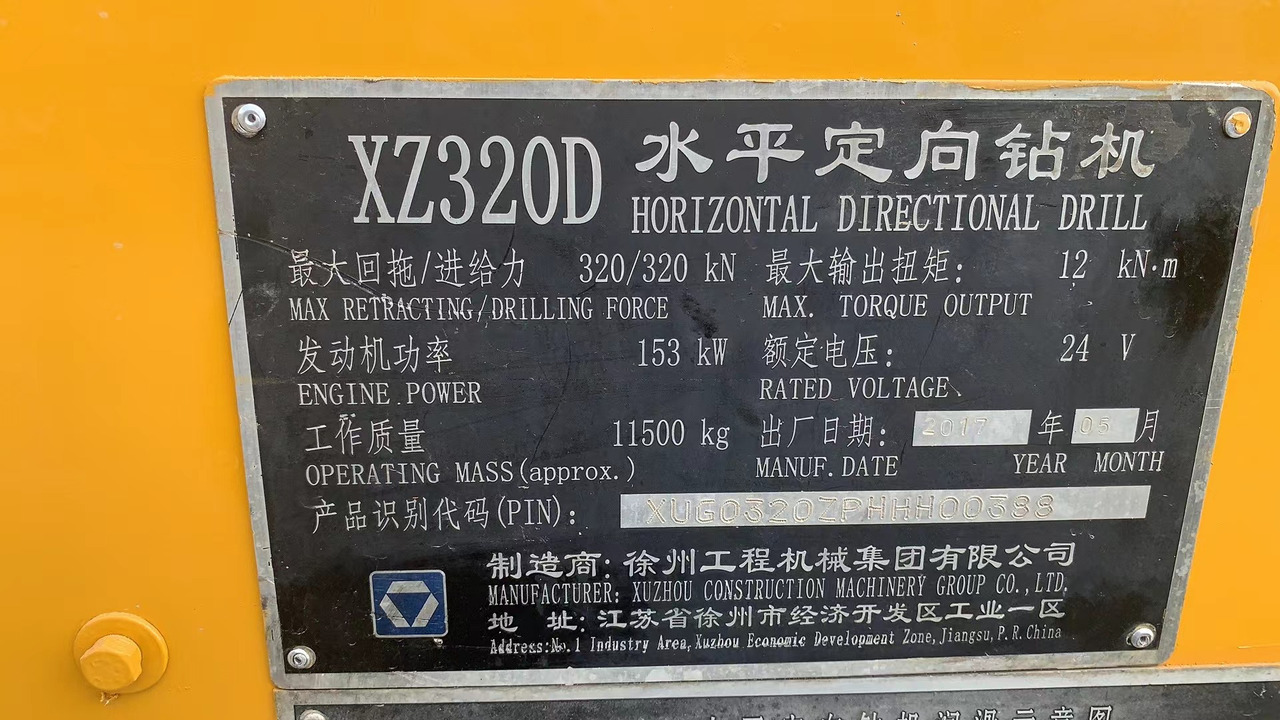 XZ320D 水平定向钻机
HORIZONTAL DIRECTIONAL DRILL
最大回拖/进给力 320/320 kN 最大输出扭矩: 12 kN·m
MAX RETRACTING/DRILLING FORCE MAX. TORQUE OUTPUT
发动机功率 153 kW 额定电压: 24 V
ENGINE POWER RATED VOLTAGE
工作质量 11500 kg 出厂日期: 2017 年 05 月
OPERATING MASS(approx.) MANUF.DATE YEAR MONTH
产品识别代码(PIN): XUG0320ZPHHH00388
制造商: 徐州工程机械集团有限公司
MANUFACTURER: XUZHOU CONSTRUCTION MACHINERY GROUP CO.,LTD.
地 址: 江苏省徐州市经济开发区工业一区
Address:No.1 Industry Area,Xuzhou Economic Development Zone,Jiangsu,P.R.China